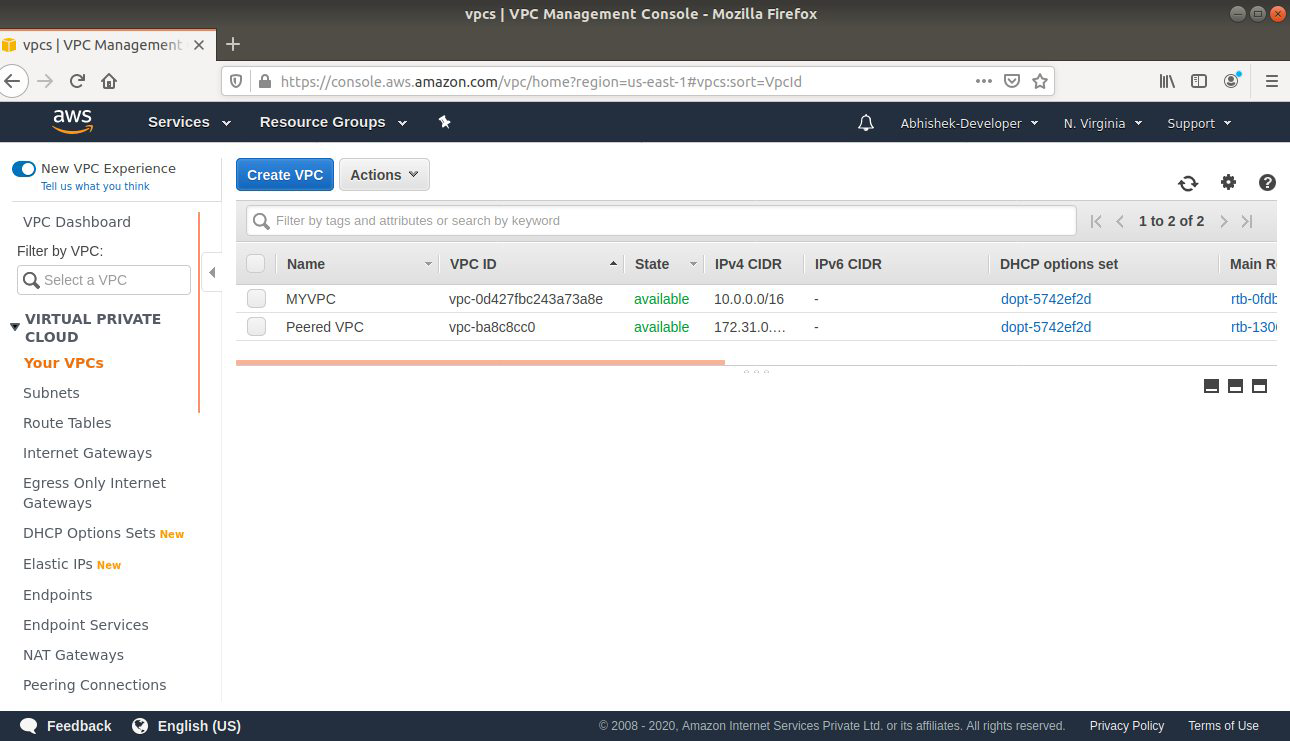 vpcs | VPC Management Console - Mozilla Firefox
vpcs | VPC Management
https://console.aws.amazon.com/vpc/home?region=us-east-1#vpcs:sort=VpcId
aws Services Resource Groups Abhishek-Developer N. Virginia Support
New VPC Experience
Tell us what you think
VPC Dashboard
Filter by VPC:
Select a VPC
VIRTUAL PRIVATE
CLOUD
Your VPCs
Subnets
Route Tables
Internet Gateways
Egress Only Internet
Gateways
DHCP Options Sets New
Elastic IPs New
Endpoints
Endpoint Services
NAT Gateways
Peering Connections
Create VPC Actions
Filter by tags and attributes or search by keyword 1 to 2 of 2
Name VPC ID State IPv4 CIDR IPv6 CIDR DHCP options set Main R
MYVPC vpc-0d427fbc243a73a8e available 10.0.0.0/16 - dopt-5742ef2d rtb-0fdb
Peered VPC vpc-ba8c8cc0 available 172.31.0.... - dopt-5742ef2d rtb-130
Feedback English (US) © 2008 - 2020, Amazon Internet Services Private Ltd. or its affiliates. All rights reserved. Privacy Policy Terms of Use